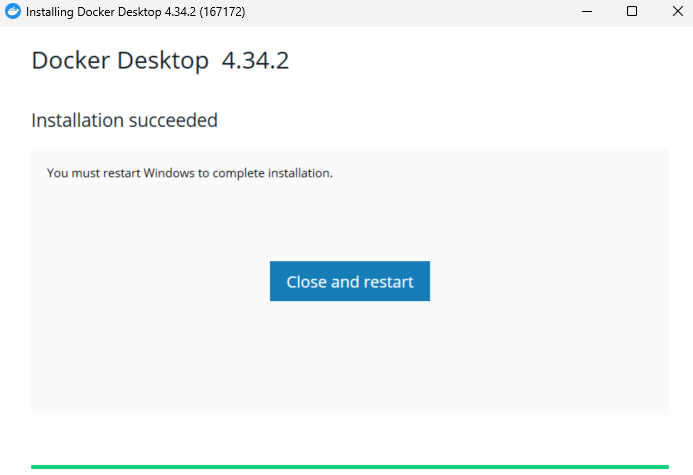 Installing Docker Desktop 4.34.2 (167172)
Docker Desktop 4.34.2
Installation succeeded
You must restart Windows to complete installation.
Close and restart